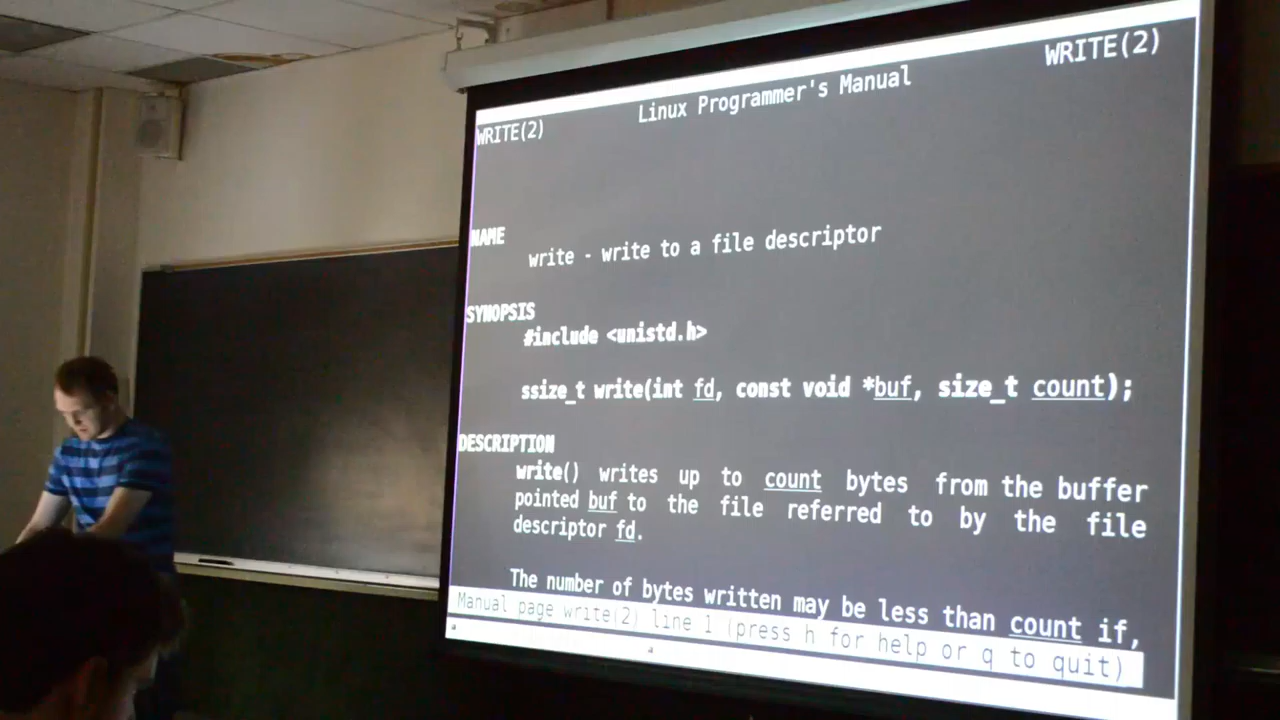 WRITE(2) Linux Programmer's Manual WRITE(2)
NAME
write - write to a file descriptor
SYNOPSIS
#include <unistd.h>
ssize_t write(int fd, const void *buf, size_t count);
DESCRIPTION
write() writes up to count bytes from the buffer
pointed buf to the file referred to by the file
descriptor fd.
The number of bytes written may be less than count if,
Manual page write(2) line 1 (press h for help or q to quit)